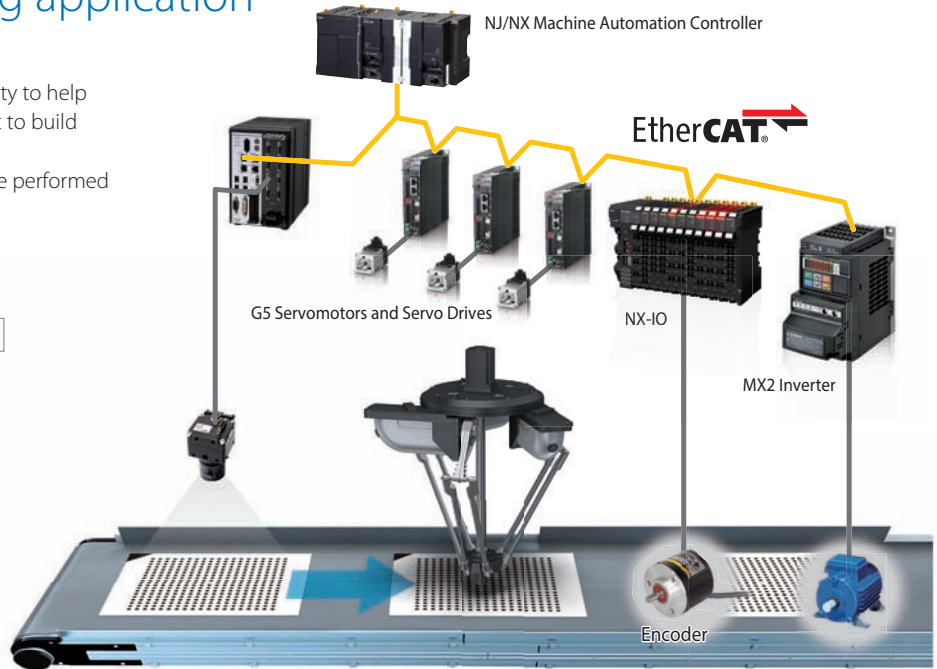 g application
NJ/NX Machine Automation Controller
ty to help
t to build
e performed
EtherCAT®
G5 Servomotors and Servo Drives
NX-IO
MX2 Inverter
Encoder